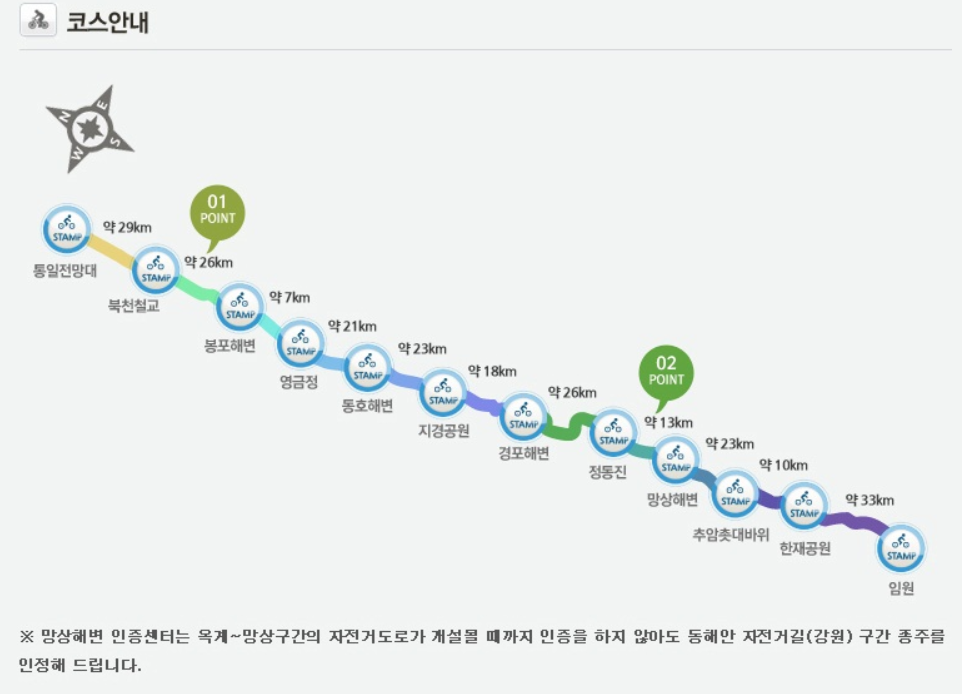 코스안내
N
E
W
S
01
POINT
02
POINT
STAMP
통일전망대
약 29km
STAMP
북천철교
약 26km
STAMP
봉포해변
약 7km
STAMP
영금정
약 21km
STAMP
동호해변
약 23km
STAMP
지경공원
약 18km
STAMP
경포해변
약 26km
STAMP
정동진
약 13km
STAMP
망상해변
약 23km
STAMP
추암촛대바위
약 10km
STAMP
한재공원
약 33km
STAMP
임원
※ 망상해변 인증센터는 옥계~망상구간의 자전거도로가 개설될 때까지 인증을 하지 않아도 동해안 자전거길(강원) 구간 종주를
인정해 드립니다.